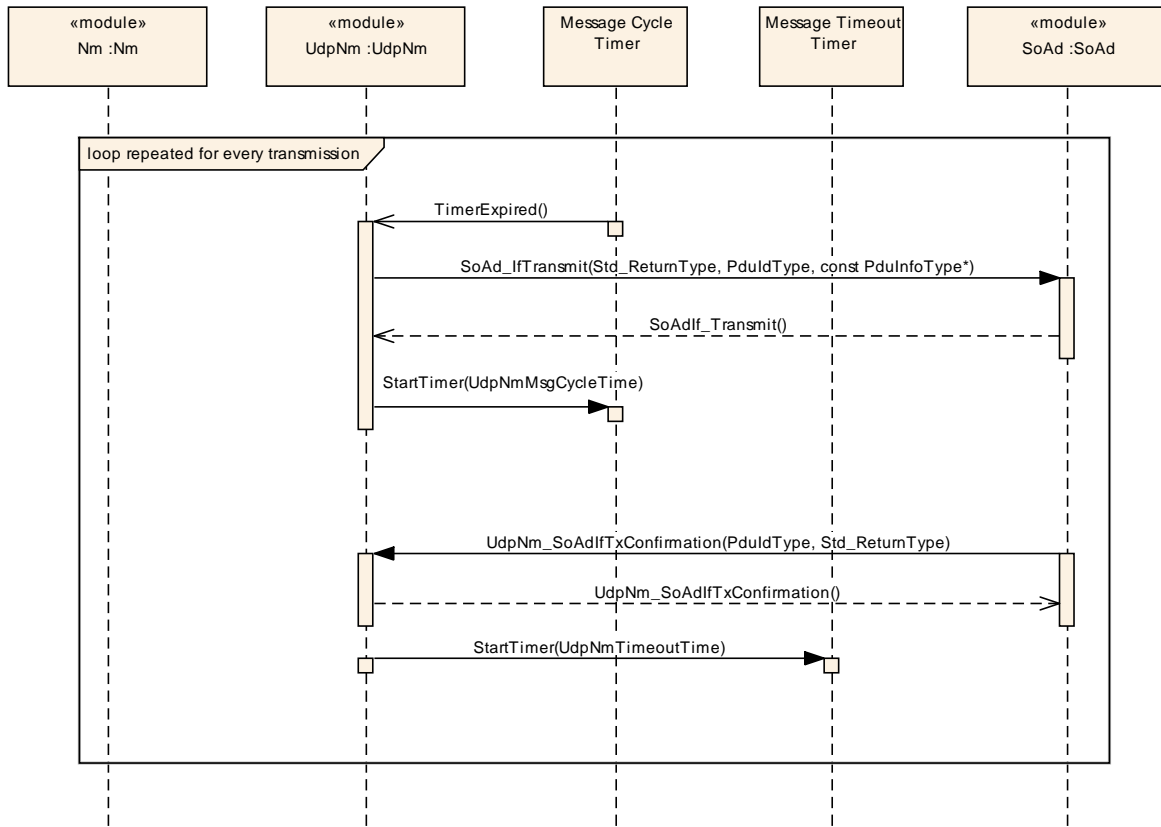 «module»
Nm :Nm
«module»
UdpNm :UdpNm
Message Cycle
Timer
Message Timeout
Timer
«module»
SoAd :SoAd
loop repeated for every transmission
TimerExpired()
SoAd_IfTransmit(Std_ReturnType, PduIdType, const PduInfoType*)
SoAdIf_Transmit()
StartTimer(UdpNmMsgCycleTime)
UdpNm_SoAdIfTxConfirmation(PduIdType, Std_ReturnType)
UdpNm_SoAdIfTxConfirmation()
StartTimer(UdpNmTimeoutTime)